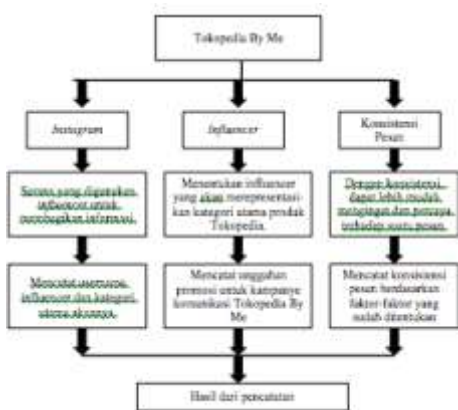 Tokopedia By Me
Instagram
Influencer
Konsistensi
Pesan
Sarana yang digunakan
influencer untuk
membagikan informasi.
Menentukan influencer
yang akan merepresentasi-
kan kategori utama produk
Tokopedia.
Dengan konsistensi,
dapat lebih mudah
mengingat dan percaya
terhadap suatu pesan.
Mencatat username
influencer dan kategori
utama akunnya.
Mencatat unggahan
promosi untuk kampanye
komunikasi Tokopedia By
Me
Mencatat konsistensi
pesan berdasarkan
faktor-faktor yang
sudah ditentukan
Hasil dari pencatatan